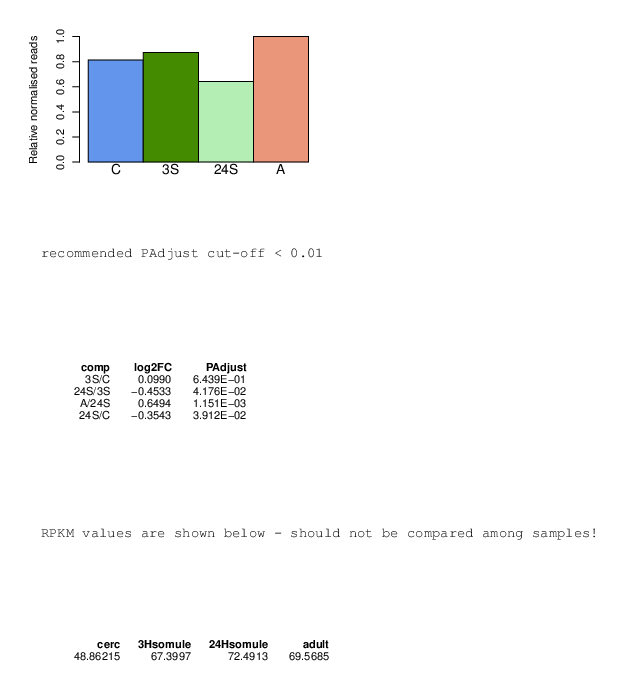 Relative normalised reads
1.0
0.8
0.6
0.4
0.2
0.0
C 3S 24S A
recommended PAdjust cut-off < 0.01
comp log2FC PAdjust
3S/C 0.0990 6.439E−01
24S/3S −0.4533 4.176E−02
A/24S 0.6494 1.151E−03
24S/C −0.3543 3.912E−02
RPKM values are shown below - should not be compared among samples!
cerc 3Hsomule 24Hsomule adult
48.86215 67.3997 72.4913 69.5685